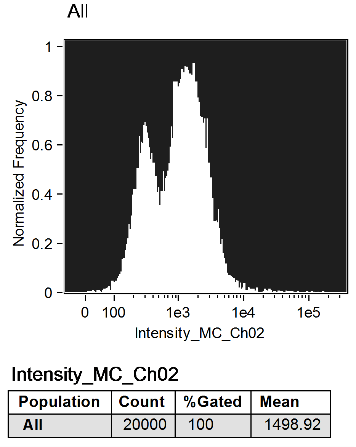 All
Normalized Frequency
1
0.8
0.6
0.4
0.2
0
0 100 1e3 1e4 1e5
Intensity_MC_Ch02
Intensity_MC_Ch02
Population Count %Gated Mean
All 20000 100 1498.92